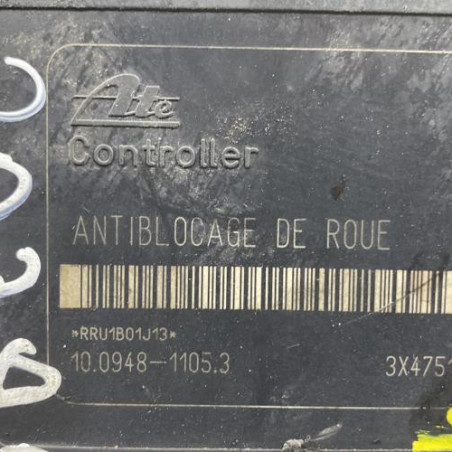 Ate
Controller
ANTIBLOCAGE DE ROUE
*RRU1B01J13*
10.0948-1105.3 3X4751